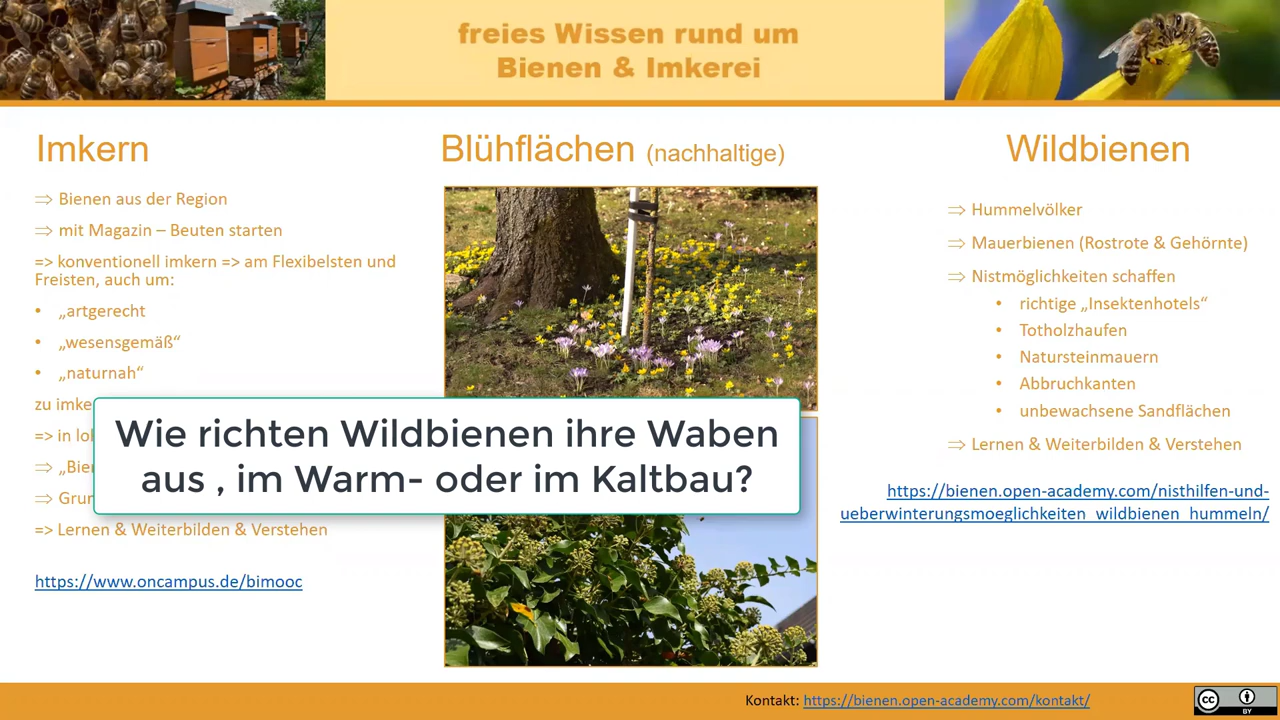 freies Wissen rund um
Bienen & Imkerei
Imkern
⇒ Bienen aus der Region
⇒ mit Magazin – Beuten starten
=> konventionell imkern => am Flexibelsten und
Freisten, auch um:
• „artgerecht
• „wesensgemäß“
• „naturnah“
zu imke
=> in lo
⇒ „Bie
⇒ Gru
=> Lernen & Weiterbilden & Verstehen
https://www.oncampus.de/bimooc
Blühflächen (nachhaltige)
Wildbienen
⇒ Hummelvölker
⇒ Mauerbienen (Rostrote & Gehörnte)
⇒ Nistmöglichkeiten schaffen
• richtige „Insektenhotels“
• Totholzhaufen
• Natursteinmauern
• Abbruchkanten
• unbewachsene Sandflächen
⇒ Lernen & Weiterbilden & Verstehen
https://bienen.open-academy.com/nisthilfen-und-
ueberwinterungsmoeglichkeiten_wildbienen_hummeln/
Wie richten Wildbienen ihre Waben
aus , im Warm- oder im Kaltbau?
Kontakt: https://bienen.open-academy.com/kontakt/
cc
BY